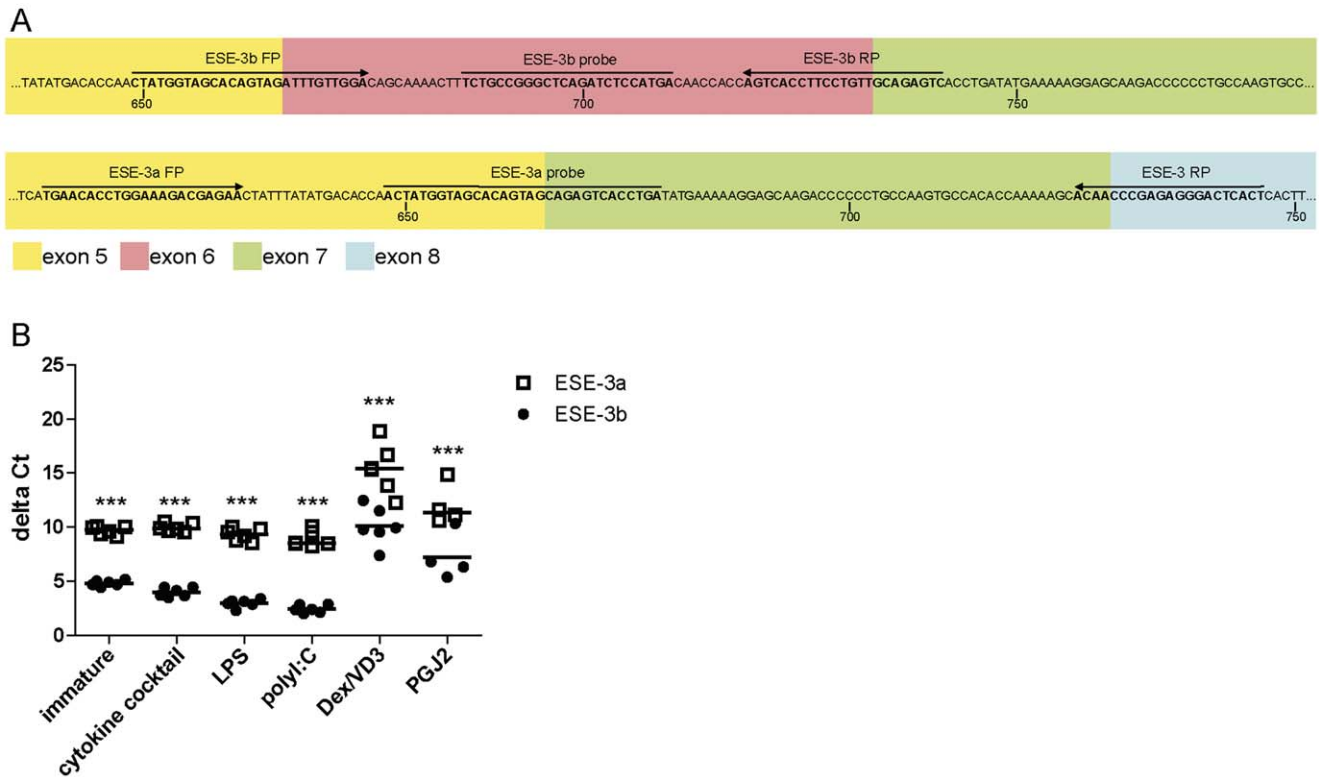 A
ESE-3b FP ESE-3b probe ESE-3b RP
...TATATGACACCAACTATGGTAGCACAGTAGATTTGTTGGACAGCAAAACTTTCTGCCGGGCTCAGATCTCCATGACAACCACCAGTCACCTTCCTGTTGCAGAGTCACCTGATATGAAAAAGGAGCAAGACCCCCCTGCCAAGTGCC...
650 700 750
ESE-3a FP ESE-3a probe ESE-3 RP
...TCATGAACACCTGGAAAGACGAGAACTATTTATATGACACCAACTATGGTAGCACAGTAGCAGAGTCACCTGATATGAAAAAGGAGCAAGACCCCCCTGCCAAGTGCCACACCAAAAAGCACAACCCGAGAGGGACTCACTCACTT...
650 700 750
exon 5 exon 6 exon 7 exon 8
B
delta Ct
25
20
15
10
5
0
*** *** *** *** *** ***
immature
cytokine cocktail
LPS
polyI:C
Dex/VD3
PGJ2
ESE-3a
ESE-3b